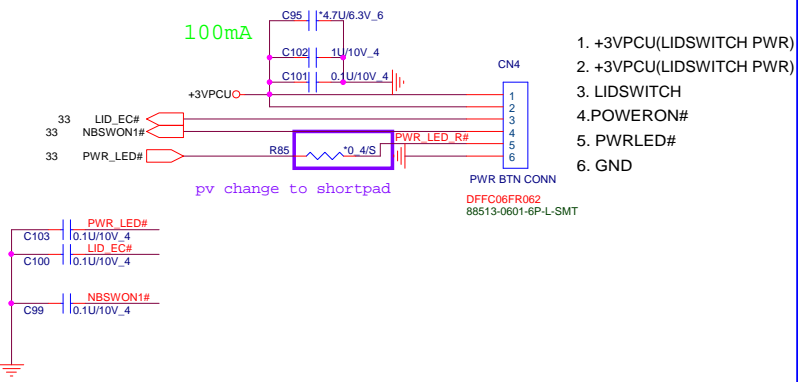 C95 *4.7U/6.3V_6
100mA
C102 1U/10V_4
C101 0.1U/10V_4
+3VPCU
CN4
1
2
3
4
5
6
33 LID_EC#
33 NBSWON1#
33 PWR_LED#
R85 *0_4/S
PWR_LED_R#
pv change to shortpad
PWR BTN CONN
DFFC06FR062
88513-0601-6P-L-SMT
1. +3VPCU(LIDSWITCH PWR)
2. +3VPCU(LIDSWITCH PWR)
3. LIDSWITCH
4.POWERON#
5. PWRLED#
6. GND
PWR_LED#
C103 0.1U/10V_4
LID_EC#
C100 0.1U/10V_4
NBSWON1#
C99 0.1U/10V_4